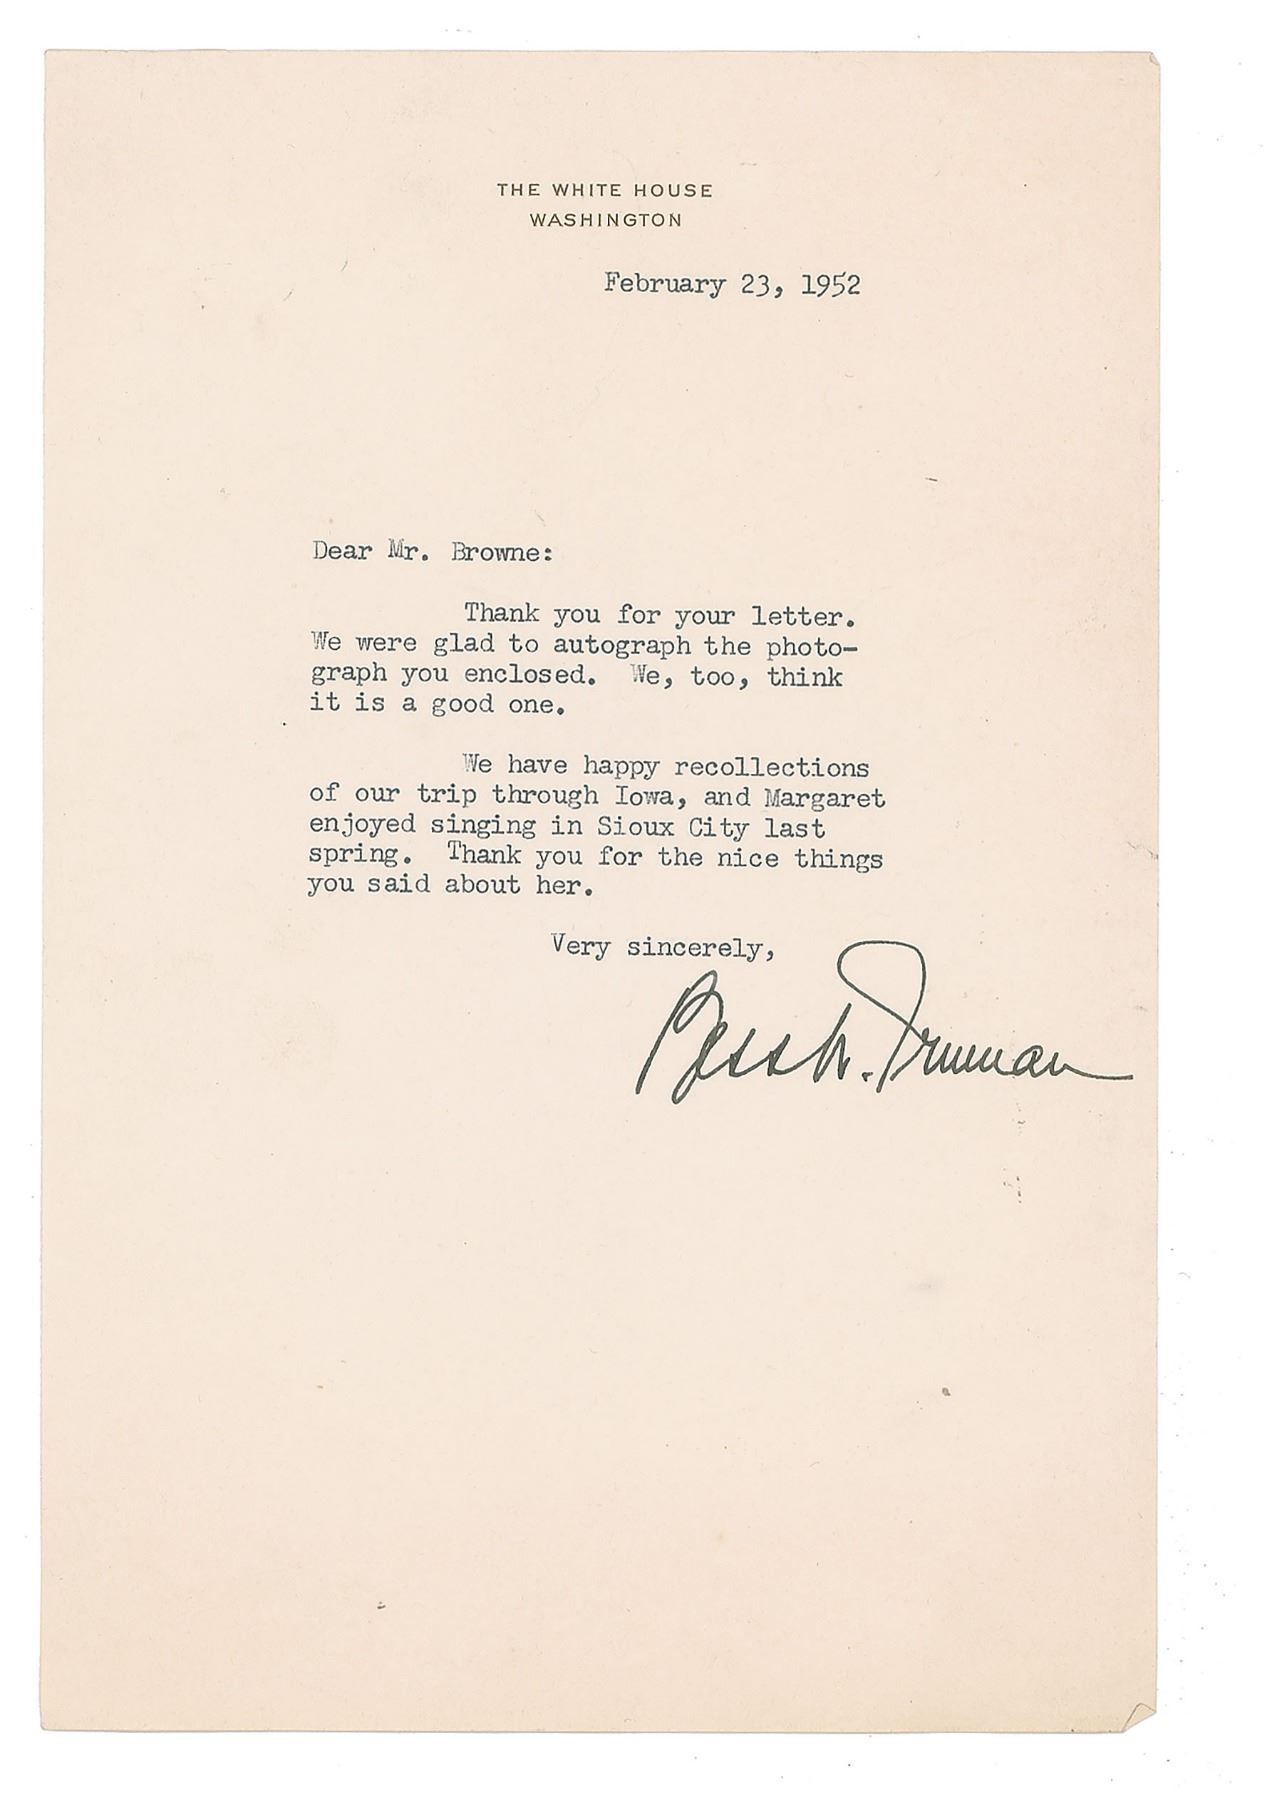 THE WHITE HOUSE
WASHINGTON
February 23, 1952
Dear Mr. Browne:
Thank you for your letter.
We were glad to autograph the photo-
graph you enclosed. We, too, think
it is a good one.
We have happy recollections
of our trip through Iowa, and Margaret
enjoyed singing in Sioux City last
spring. Thank you for the nice things
you said about her.
Very sincerely,
Bess W. Truman